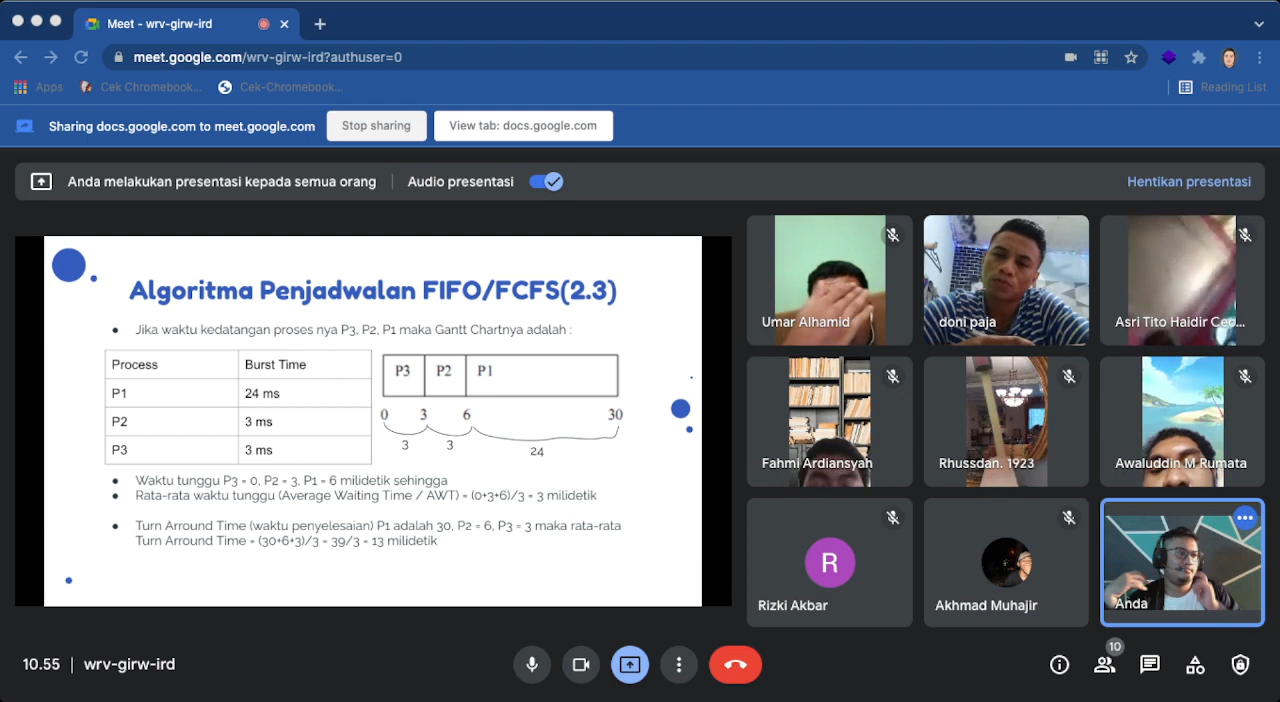 Meet - wrv-girw-ird
meet.google.com/wrv-girw-ird?authuser=0
Apps Cek Chromebook... Cek-Chromebook... Reading List
Sharing docs.google.com to meet.google.com Stop sharing View tab: docs.google.com
Anda melakukan presentasi kepada semua orang Audio presentasi Hentikan presentasi
Algoritma Penjadwalan FIFO/FCFS(2.3)
Jika waktu kedatangan proses nya P3, P2, P1 maka Gantt Chartnya adalah :
Process Burst Time
P1 24 ms
P2 3 ms
P3 3 ms
P3 P2 P1
0 3 6 30
3 3 24
Waktu tunggu P3 = 0, P2 = 3, P1 = 6 milidetik sehingga
Rata-rata waktu tunggu (Average Waiting Time / AWT) = (0+3+6)/3 = 3 milidetik
Turn Arround Time (waktu penyelesaian) P1 adalah 30, P2 = 6, P3 = 3 maka rata-rata
Turn Arround Time = (30+6+3)/3 = 39/3 = 13 milidetik
Umar Alhamid
doni paja
Asri Tito Haidir Ceo...
Fahmi Ardiansyah
Rhussdan. 1923
Awaluddin M Rumata
R
Rizki Akbar
Akhmad Muhajir
Anda
10.55 | wrv-girw-ird
10